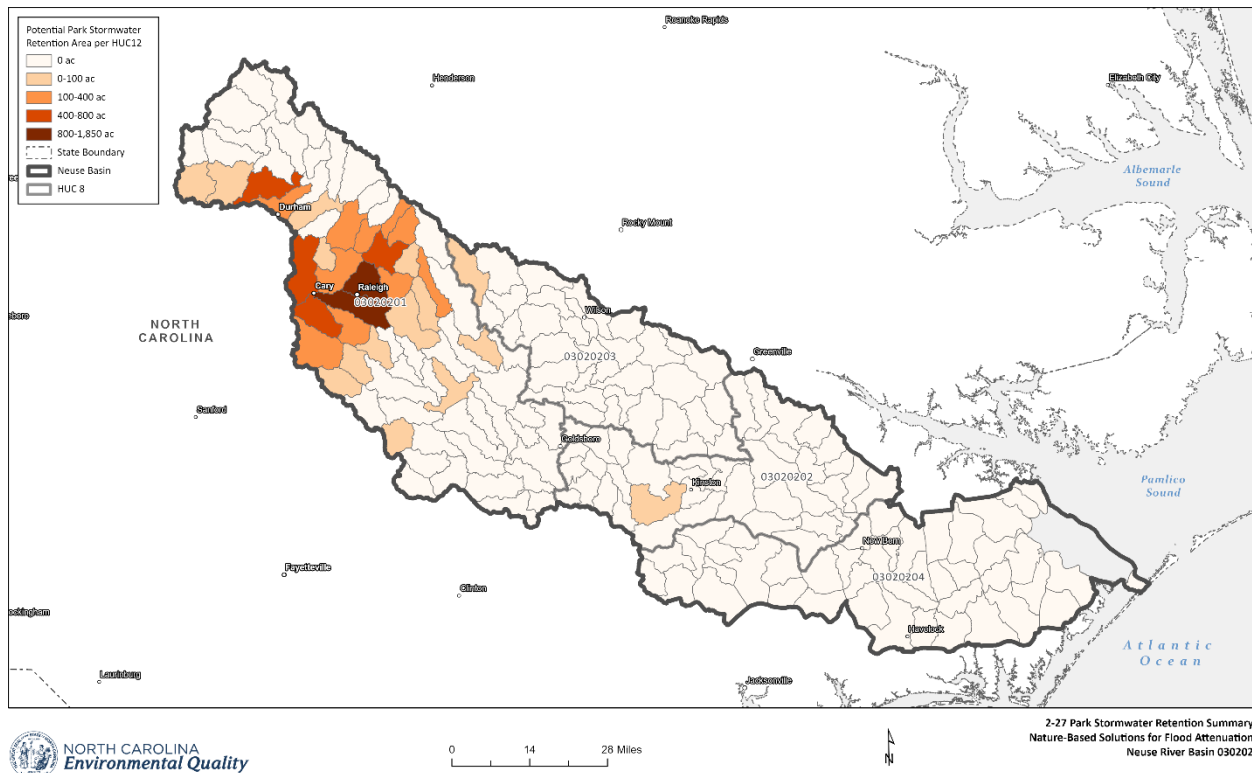 Potential Park Stormwater
Retention Area per HUC12
0 ac
0-100 ac
100-400 ac
400-800 ac
800-1,850 ac
State Boundary
Neuse Basin
HUC 8
Roanoke Rapids
Henderson
Elizabeth City
Albemarle
Sound
Durham
Rocky Mount
Cary
Raleigh
03020201
NORTH
CAROLINA
Wilson
03020203
Greenville
Sanford
Goldsboro
03020202
Kinston
Pamlico
Sound
New Bern
Fayetteville
03020204
Clinton
Havelock
Atlantic
Ocean
Laurinburg
Jacksonville
NORTH CAROLINA
Environmental Quality
0 14 28 Miles
N
2-27 Park Stormwater Retention Summary
Nature-Based Solutions for Flood Attenuation
Neuse River Basin 030202